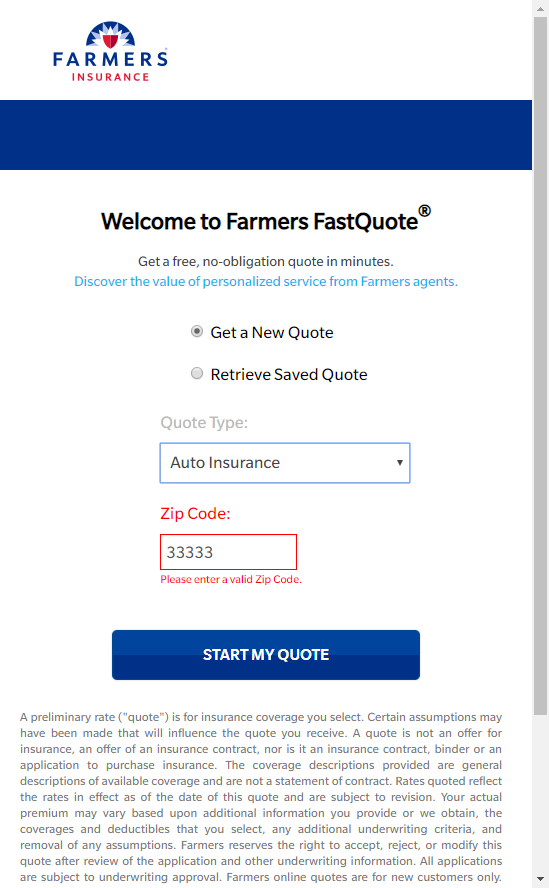 FARMERS
INSURANCE
Welcome to Farmers FastQuote®
Get a free, no-obligation quote in minutes.
Discover the value of personalized service from Farmers agents.
Get a New Quote
Retrieve Saved Quote
Quote Type:
Auto Insurance
Zip Code:
33333
Please enter a valid Zip Code.
START MY QUOTE
A preliminary rate ("quote") is for insurance coverage you select. Certain assumptions may
have been made that will influence the quote you receive. A quote is not an offer for
insurance, an offer of an insurance contract, nor is it an insurance contract, binder or an
application to purchase insurance. The coverage descriptions provided are general
descriptions of available coverage and are not a statement of contract. Rates quoted reflect
the rates in effect as of the date of this quote and are subject to revision. Your actual
premium may vary based upon additional information you provide or we obtain, the
coverages and deductibles that you select, any additional underwriting criteria, and
removal of any assumptions. Farmers reserves the right to accept, reject, or modify this
quote after review of the application and other underwriting information. All applications
are subject to underwriting approval. Farmers online quotes are for new customers only.